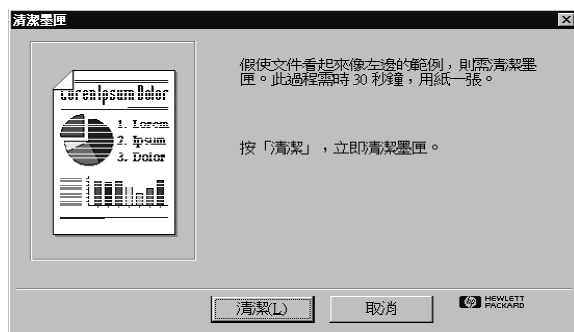 清潔墨匣
假使文件看起來像左邊的範例，則需清潔墨
匣。此過程需時 30 秒鐘，用紙一張。
Lorem Ipsum Dolor
1. Lorem
2. Ipsum
3. Dolor
按「清潔」，立即清潔墨匣。
清潔(L)
取消
hp HEWLETT
PACKARD